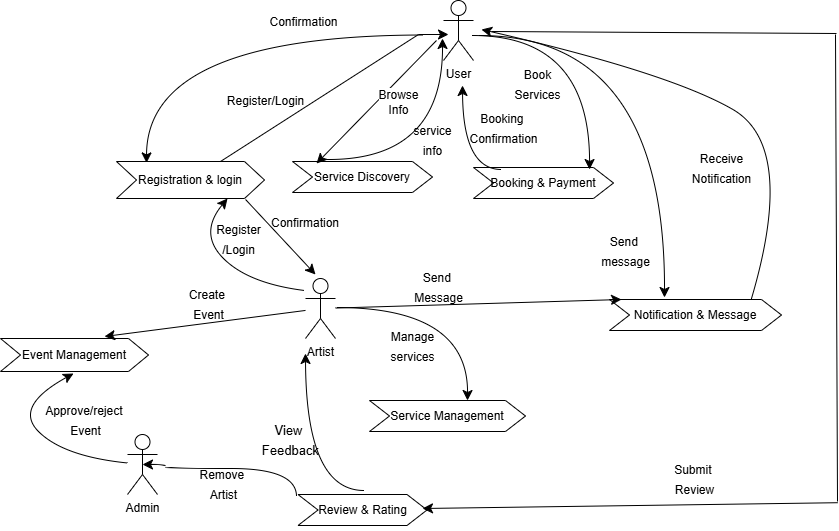 Confirmation
User
Book
Services
Browse
Info
Register/Login
Booking
Confirmation
service
info
Receive
Notification
Registration & login
Service Discovery
Booking & Payment
Register
/Login
Confirmation
Send
message
Send
Message
Create
Event
Notification & Message
Manage
services
Artist
Event Management
Approve/reject
Event
Service Management
View
Feedback
Remove
Artist
Submit
Review
Admin
Review & Rating